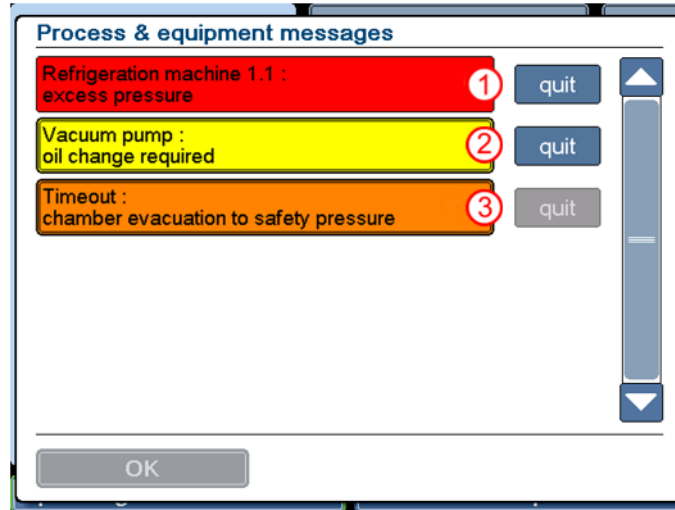 Process & equipment messages
Refrigeration machine 1.1 :
excess pressure
1
quit
Vacuum pump :
oil change required
2
quit
Timeout :
chamber evacuation to safety pressure
3
quit
OK